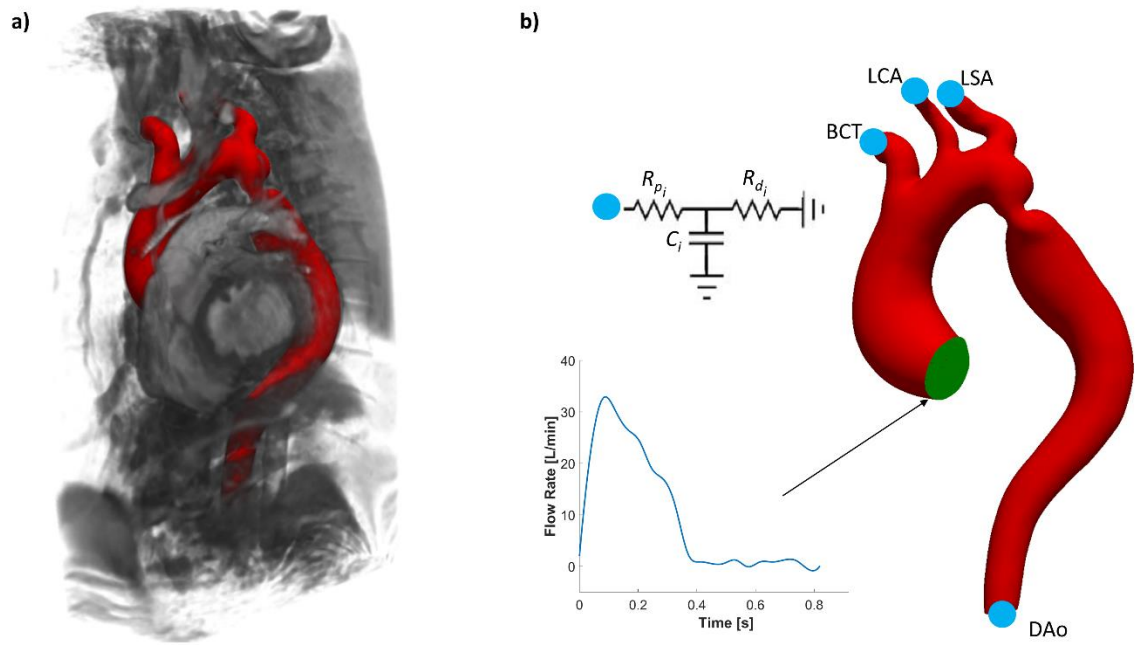 a)
b)
LCA
LSA
BCT
R_{p_i}
R_{d_i}
C_i
40
30
20
10
0
Flow Rate [L/min]
0
0.2
0.4
0.6
0.8
Time [s]
DAo